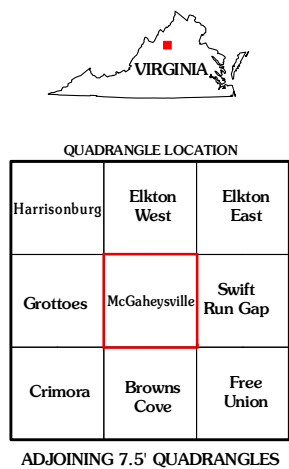 VIRGINIA
QUADRANGLE LOCATION
Harrisonburg
Elkton
West
Elkton
East
Grottoes
McGaheysville
Swift
Run Gap
Crimora
Browns
Cove
Free
Union
ADJOINING 7.5' QUADRANGLES